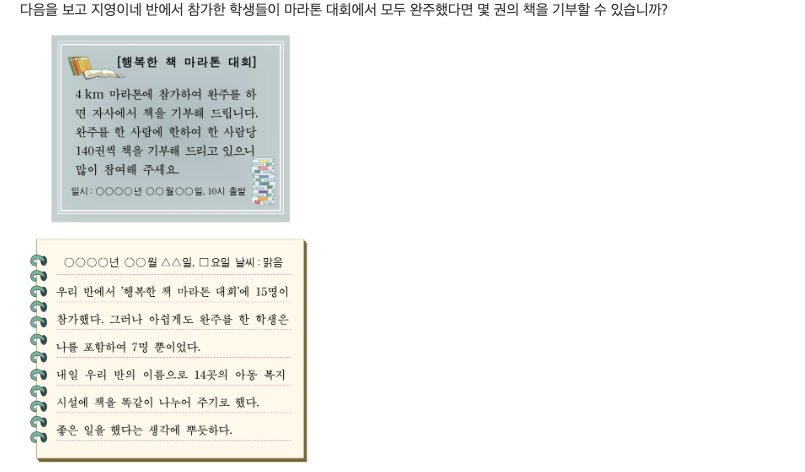 다음을 보고 지영이네 반에서 참가한 학생들이 마라톤 대회에서 모두 완주했다면 몇 권의 책을 기부할 수 있습니까?
[행복한 책 마라톤 대회]
4 km 마라톤에 참가하여 완주를 하
면 자사에서 책을 기부해 드립니다.
완주를 한 사람에 한하여 한 사람당
140권씩 책을 기부해 드리고 있으니
많이 참여해 주세요.
일시 : ○○○○년 ○○월○○일, 10시 출발
○○○○년 ○○월 △△일, □요일 날씨 : 맑음
우리 반에서 '행복한 책 마라톤 대회'에 15명이
참가했다. 그러나 아쉽게도 완주를 한 학생은
나를 포함하여 7명 뿐이었다.
내일 우리 반의 이름으로 14곳의 아동 복지
시설에 책을 똑같이 나누어 주기로 했다.
좋은 일을 했다는 생각에 뿌듯하다.